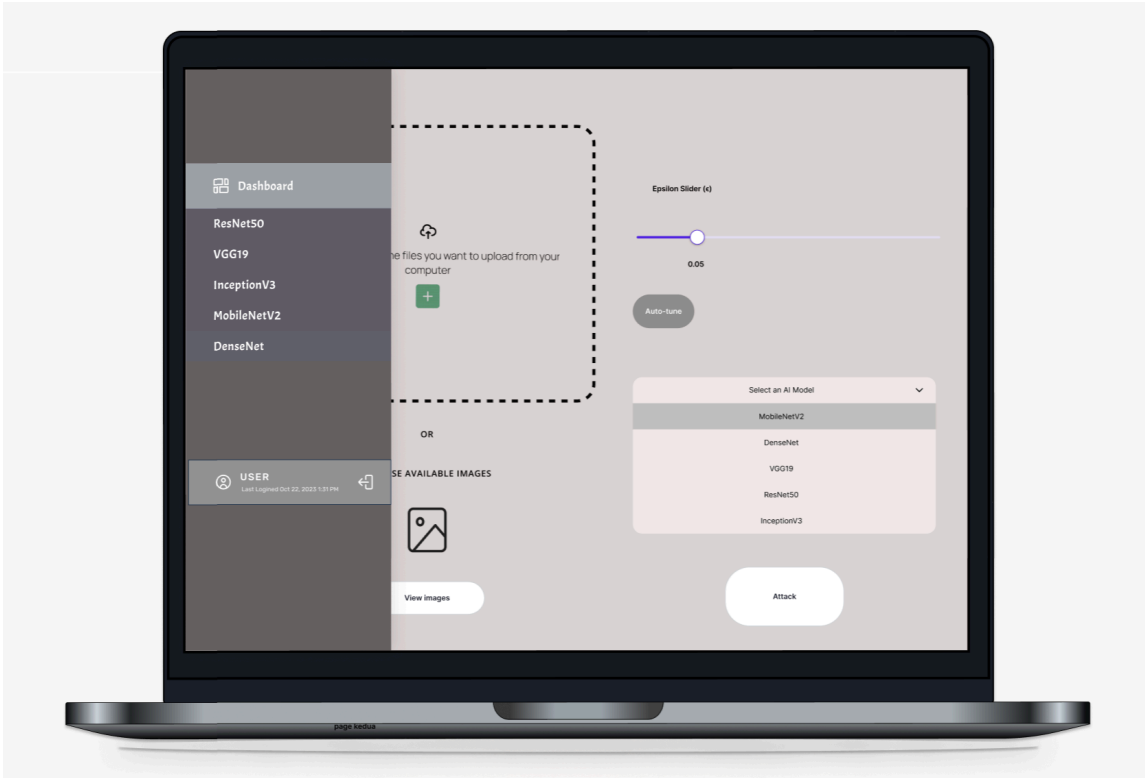 Dashboard
ResNet50
VGG19
InceptionV3
MobileNetV2
DenseNet
USER
Last Logined Oct 22, 2023 1:31 PM
files you want to upload from your
computer
OR
AVAILABLE IMAGES
View images
Epsilon Slider (ε)
0.05
Auto-tune
Select an AI Model
MobileNetV2
DenseNet
VGG19
ResNet50
InceptionV3
Attack
page kedua